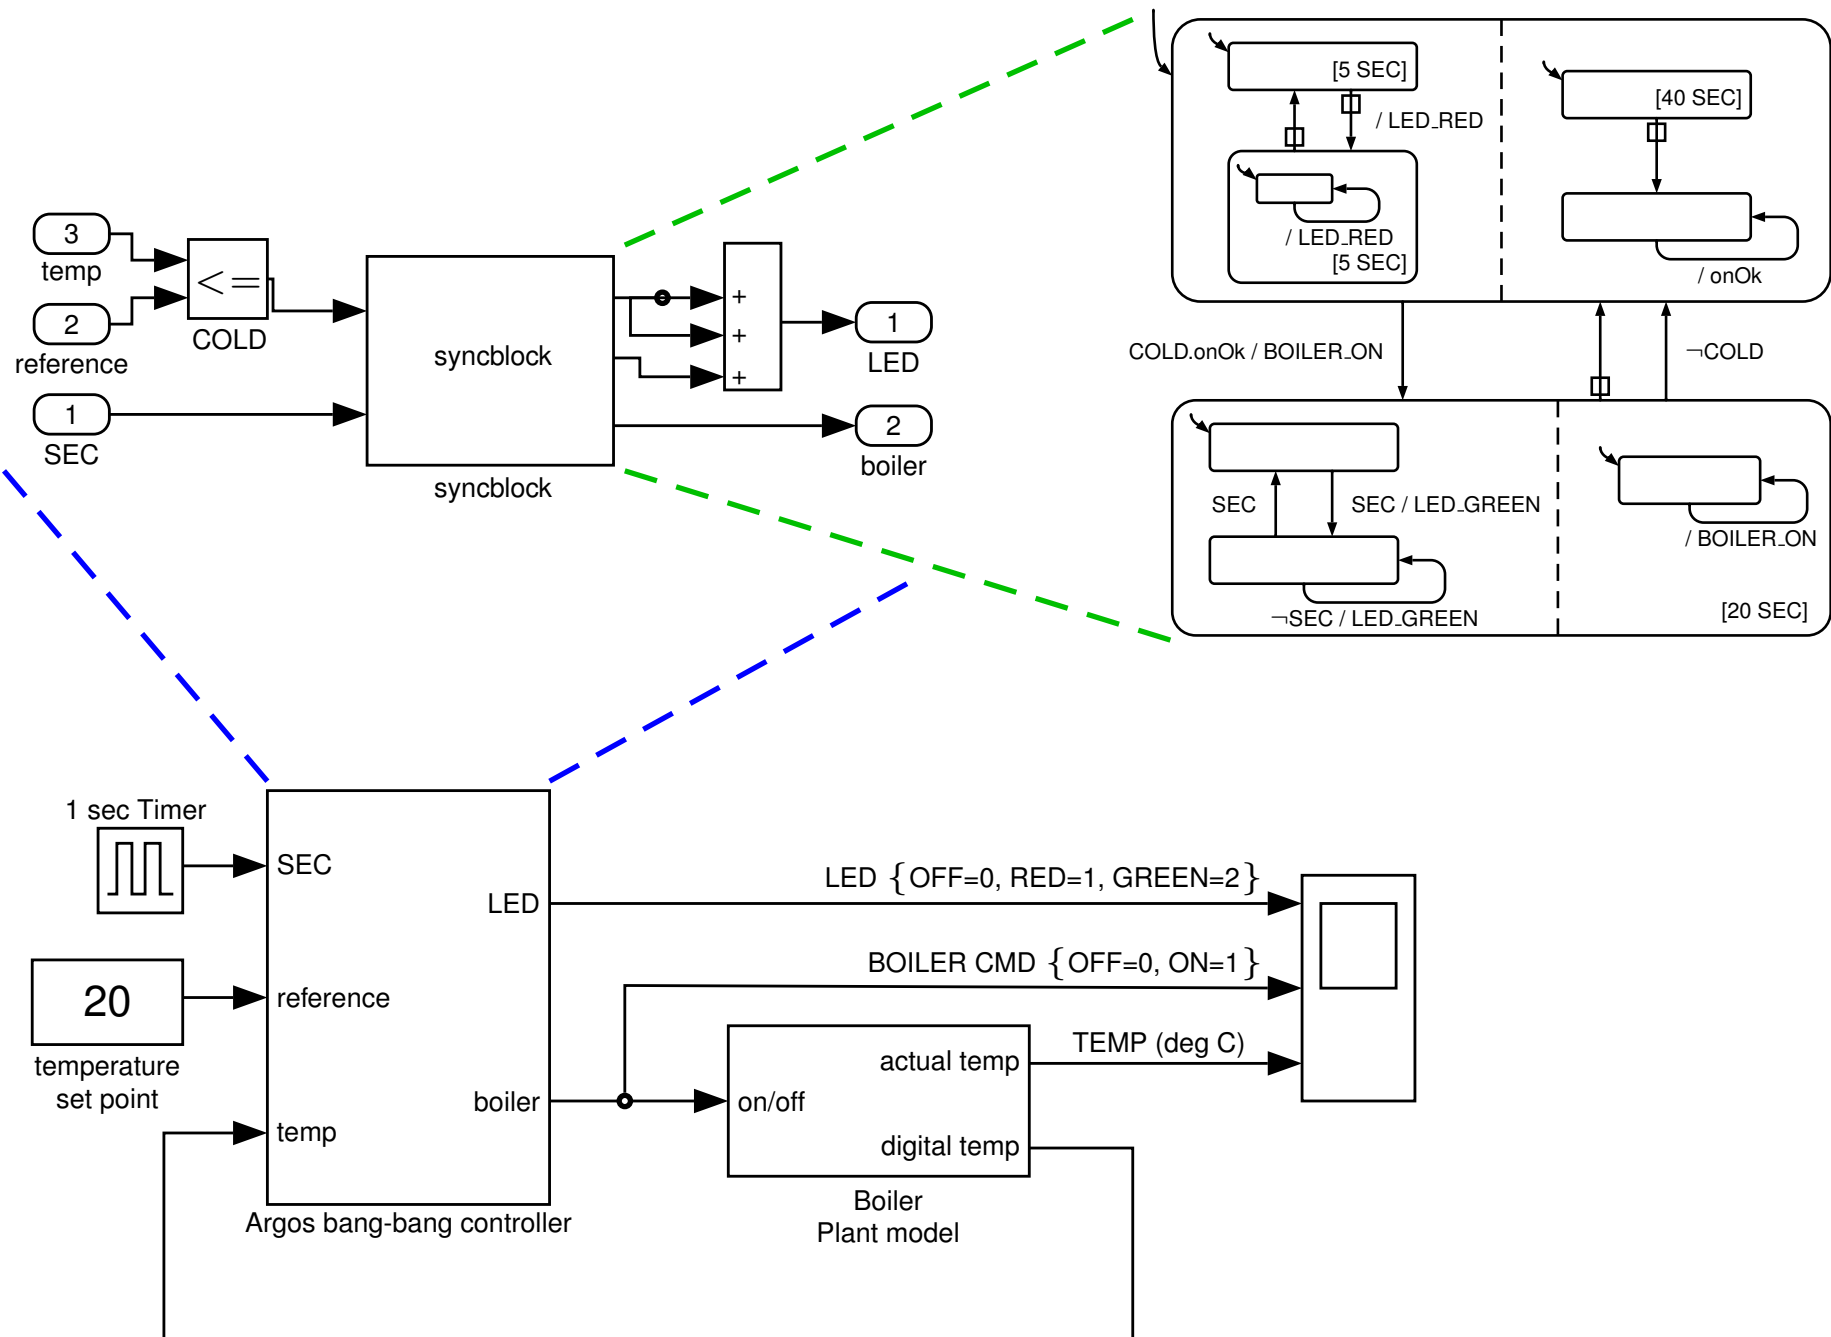 3
temp
2
reference
1
SEC
<=
COLD
syncblock
syncblock
+
+
+
1
LED
2
boiler
[5 SEC]
/ LED_RED
/ LED_RED
[5 SEC]
[40 SEC]
/ onOk
COLD.onOk / BOILER_ON
¬COLD
SEC
SEC / LED_GREEN
¬SEC / LED_GREEN
/ BOILER_ON
[20 SEC]
1 sec Timer
20
temperature
set point
SEC
reference
temp
LED
boiler
Argos bang-bang controller
LED {OFF=0, RED=1, GREEN=2}
BOILER CMD {OFF=0, ON=1}
TEMP (deg C)
on/off
actual temp
digital temp
Boiler
Plant model